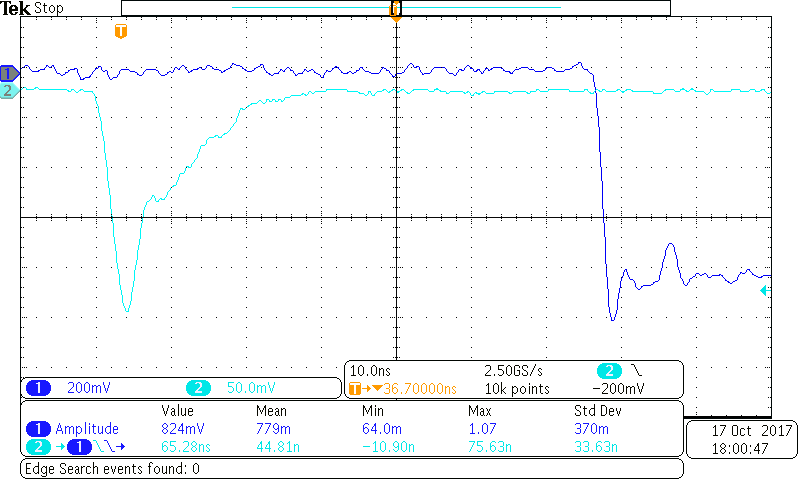 Tek Stop
T
1
2
1 200mV 2 50.0mV
10.0ns 2.50GS/s 2
T→▼36.70000ns 10k points −200mV
Value Mean Min Max Std Dev
1 Amplitude 824mV 779m 64.0m 1.07 370m
2 → 1 → 65.28ns 44.81n −10.90n 75.63n 33.63n
Edge Search events found: 0
17 Oct 2017
18:00:47